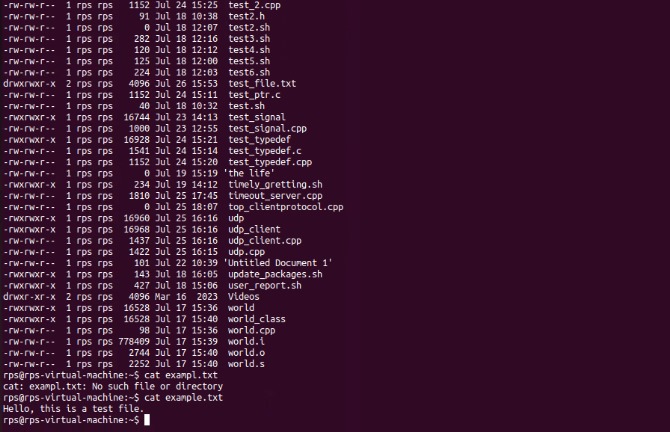 -rw-rw-r-- 1 rps rps 1152 Jul 24 15:25 test_2.cpp
-rw-rw-r-- 1 rps rps 91 Jul 18 10:38 test2.h
-rw-rw-r-- 1 rps rps 0 Jul 18 12:07 test2.sh
-rw-rw-r-- 1 rps rps 282 Jul 18 12:16 test3.sh
-rw-rw-r-- 1 rps rps 120 Jul 18 12:12 test4.sh
-rw-rw-r-- 1 rps rps 125 Jul 18 12:00 test5.sh
-rw-rw-r-- 1 rps rps 224 Jul 18 12:03 test6.sh
drwxrwxr-x 2 rps rps 4096 Jul 26 15:53 test_file.txt
-rw-rw-r-- 1 rps rps 1152 Jul 24 15:11 test_ptr.c
-rw-rw-r-- 1 rps rps 40 Jul 18 10:32 test.sh
-rwxrwxr-x 1 rps rps 16744 Jul 23 14:13 test_signal
-rw-rw-r-- 1 rps rps 1000 Jul 23 12:55 test_signal.cpp
-rwxrwxr-x 1 rps rps 16928 Jul 24 15:21 test_typedef
-rw-rw-r-- 1 rps rps 1541 Jul 24 15:14 test_typedef.c
-rw-rw-r-- 1 rps rps 1152 Jul 24 15:20 test_typedef.cpp
-rw-rw-r-- 1 rps rps 0 Jul 19 15:19 'the life'
-rwxrwxr-x 1 rps rps 234 Jul 19 14:12 timely_gretting.sh
-rw-rw-r-- 1 rps rps 1810 Jul 25 17:45 timeout_server.cpp
-rw-rw-r-- 1 rps rps 0 Jul 25 18:07 top_clientprotocol.cpp
-rwxrwxr-x 1 rps rps 16960 Jul 25 16:16 udp
-rwxrwxr-x 1 rps rps 16968 Jul 25 16:16 udp_client
-rw-rw-r-- 1 rps rps 1437 Jul 25 16:16 udp_client.cpp
-rw-rw-r-- 1 rps rps 1422 Jul 25 16:15 udp.cpp
-rw-rw-r-- 1 rps rps 101 Jul 22 10:39 'Untitled Document 1'
-rwxrwxr-x 1 rps rps 143 Jul 18 16:05 update_packages.sh
-rw-rw-r-- 1 rps rps 427 Jul 18 15:06 user_report.sh
drwxr-xr-x 2 rps rps 4096 Mar 16 2023 Videos
-rwxrwxr-x 1 rps rps 16528 Jul 17 15:36 world
-rwxrwxr-x 1 rps rps 16528 Jul 17 15:40 world_class
-rw-rw-r-- 1 rps rps 98 Jul 17 15:36 world.cpp
-rw-rw-r-- 1 rps rps 778409 Jul 17 15:39 world.i
-rw-rw-r-- 1 rps rps 2744 Jul 17 15:40 world.o
-rw-rw-r-- 1 rps rps 2252 Jul 17 15:40 world.s
rps@rps-virtual-machine:~$ cat exampl.txt
cat: exampl.txt: No such file or directory
rps@rps-virtual-machine:~$ cat example.txt
Hello, this is a test file.
rps@rps-virtual-machine:~$